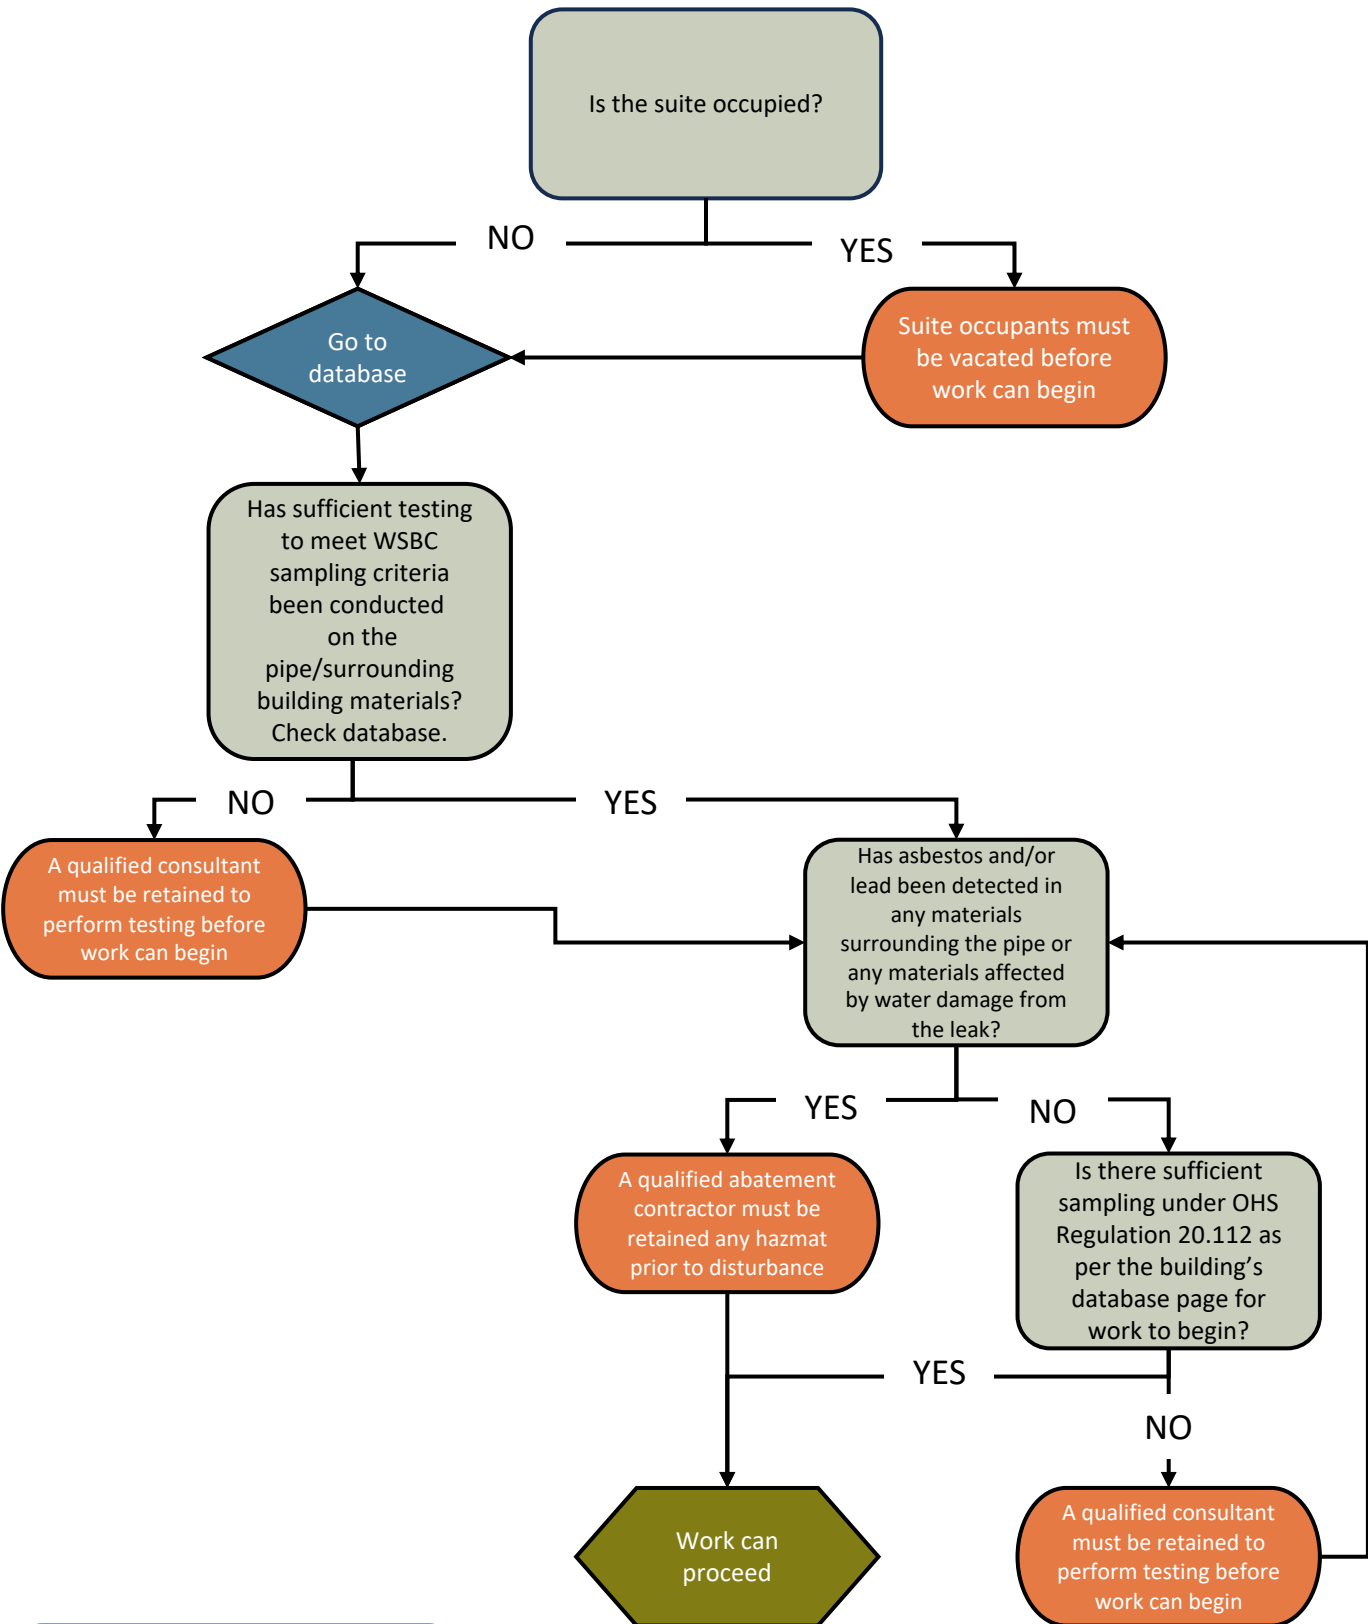 Is the suite occupied?
NO
YES
Go to
database
Suite occupants must
be vacated before
work can begin
Has sufficient testing
to meet WSBC
sampling criteria
been conducted
on the
pipe/surrounding
building materials?
Check database.
NO
YES
A qualified consultant
must be retained to
perform testing before
work can begin
Has asbestos and/or
lead been detected in
any materials
surrounding the pipe or
any materials affected
by water damage from
the leak?
YES
NO
A qualified abatement
contractor must be
retained any hazmat
prior to disturbance
Is there sufficient
sampling under OHS
Regulation 20.112 as
per the building’s
database page for
work to begin?
YES
NO
Work can
proceed
A qualified consultant
must be retained to
perform testing before
work can begin